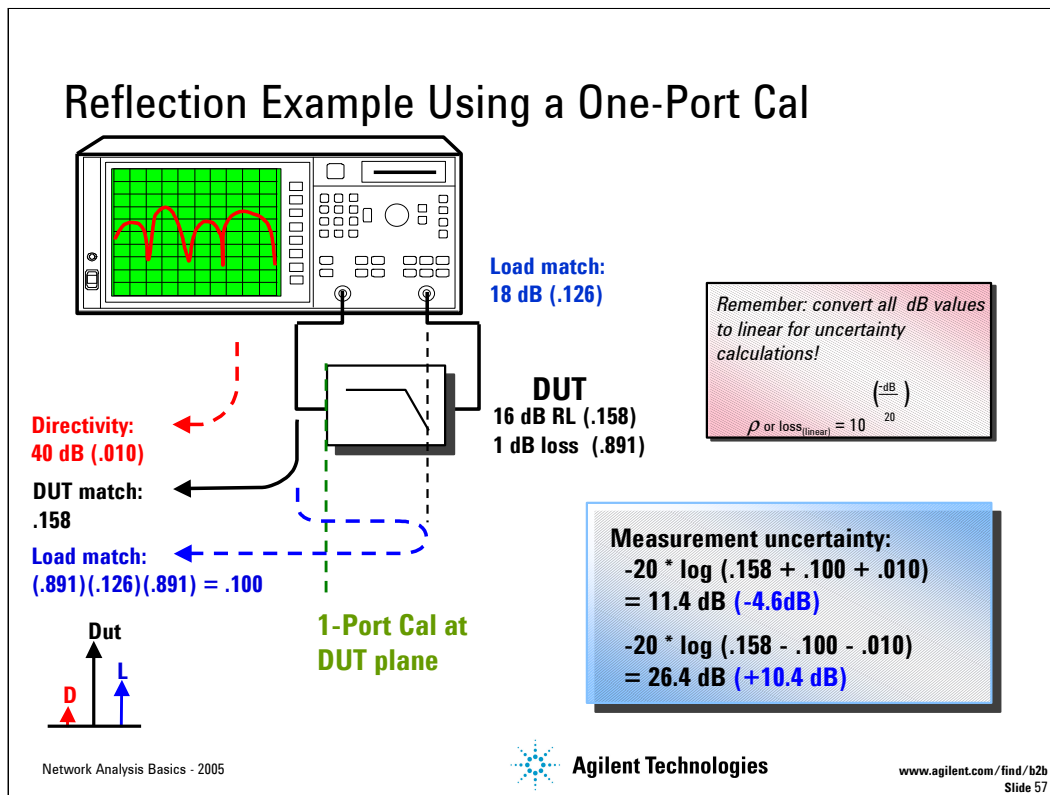 Reflection Example Using a One-Port Cal
Load match:
18 dB (.126)
Remember: convert all dB values
to linear for uncertainty
calculations!
ρ or loss(linear) = 10 (-dB/20)
DUT
16 dB RL (.158)
1 dB loss (.891)
Directivity:
40 dB (.010)
DUT match:
.158
Load match:
(.891)(.126)(.891) = .100
1-Port Cal at
DUT plane
Measurement uncertainty:
-20 * log (.158 + .100 + .010)
= 11.4 dB (-4.6dB)
-20 * log (.158 - .100 - .010)
= 26.4 dB (+10.4 dB)
Dut
D
L
Network Analysis Basics - 2005
Agilent Technologies
www.agilent.com/find/b2b
Slide 57